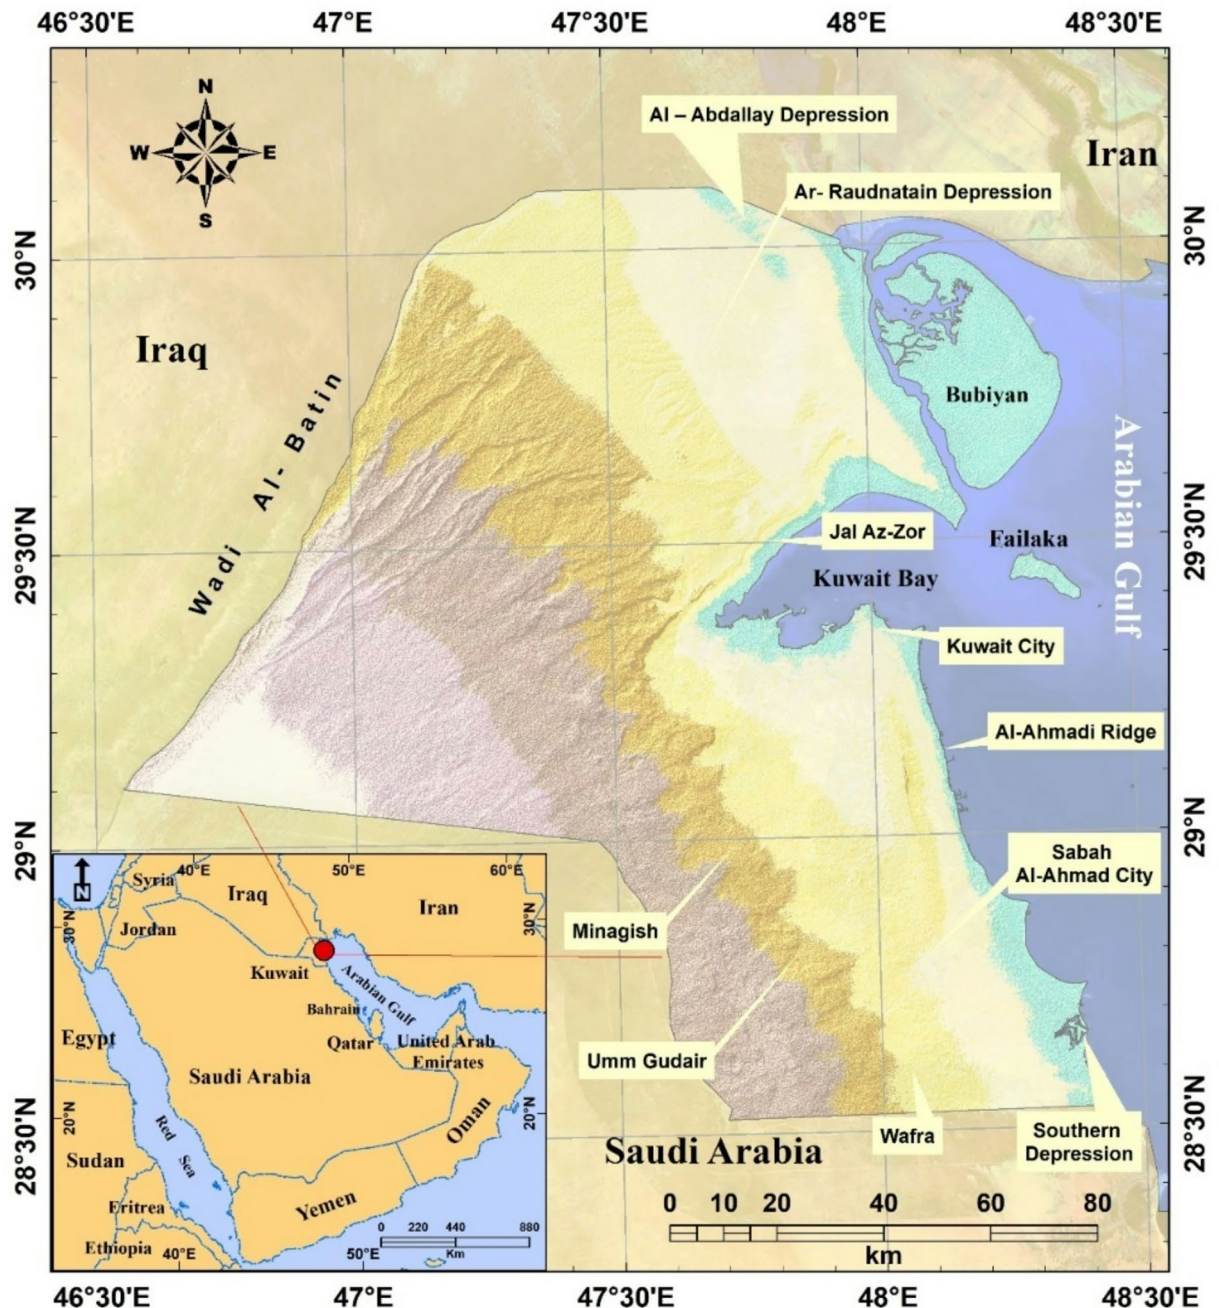 46°30'E 47°E 47°30'E 48°E 48°30'E
N
W E
S
Al – Abdallay Depression
Iran
Ar- Raudnatain Depression
30°N
30°0'N
Iraq
Wadi Al- Batin
Bubiyan
Arabian Gulf
29°30'N
29°30'N
Jal Az-Zor
Failaka
Kuwait Bay
Kuwait City
Al-Ahmadi Ridge
29°N
29°N
Sabah
Al-Ahmad City
Minagish
Umm Gudair
Wafra
Southern
Depression
Saudi Arabia
28°30'N
28°30'N
0 10 20 40 60 80
km
N
40°E 50°E 60°E
Syria
Iraq
Iran
30°N
30°N
Jordan
Kuwait
Arabian Gulf
Bahrain
Qatar
United Arab
Emirates
Egypt
Saudi Arabia
Oman
20°N
20°N
Red
Sea
Sudan
Eritrea
Yemen
Ethiopia
40°E 50°E
0 220 440 880
Km
46°30'E 47°E 47°30'E 48°E 48°30'E